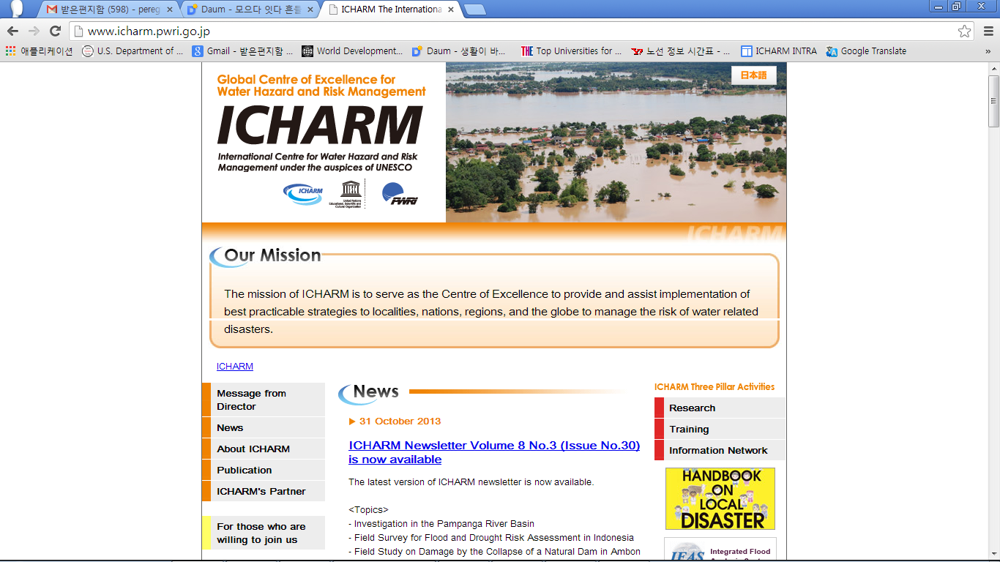 받은편지함 (598) - pereg
Daum - 모으다 잇다 흔들
ICHARM The Internationa
www.icharm.pwri.go.jp
애플리케이션
U.S. Department of ...
Gmail - 받은편지함 ...
World Development...
Daum - 생활이 바...
THE Top Universities for ...
노선 정보 시간표 - ...
ICHARM INTRA
Google Translate
»
Global Centre of Excellence for
Water Hazard and Risk Management
ICHARM
International Centre for Water Hazard and Risk
Management under the auspices of UNESCO
ICHARM
United Nations
Educational, Scientific and
Cultural Organization
PWRI
日本語
ICHARM
Our Mission
The mission of ICHARM is to serve as the Centre of Excellence to provide and assist implementation of
best practicable strategies to localities, nations, regions, and the globe to manage the risk of water related
disasters.
ICHARM
Message from
Director
News
About ICHARM
Publication
ICHARM's Partner
For those who are
willing to join us
News
31 October 2013
ICHARM Newsletter Volume 8 No.3 (Issue No.30)
is now available
The latest version of ICHARM newsletter is now available.
<Topics>
- Investigation in the Pampanga River Basin
- Field Survey for Flood and Drought Risk Assessment in Indonesia
- Field Study on Damage by the Collapse of a Natural Dam in Ambon
ICHARM Three Pillar Activities
Research
Training
Information Network
HANDBOOK
ON
LOCAL
DISASTER
IFAS
Integrated Flood